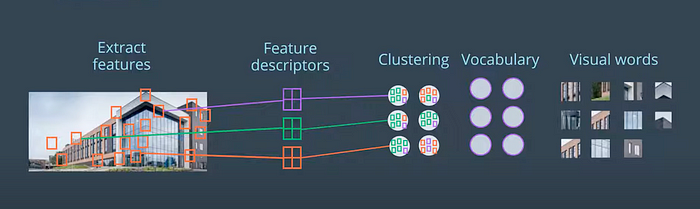 Extract
features
Feature
descriptors
Clustering
Vocabulary
Visual words